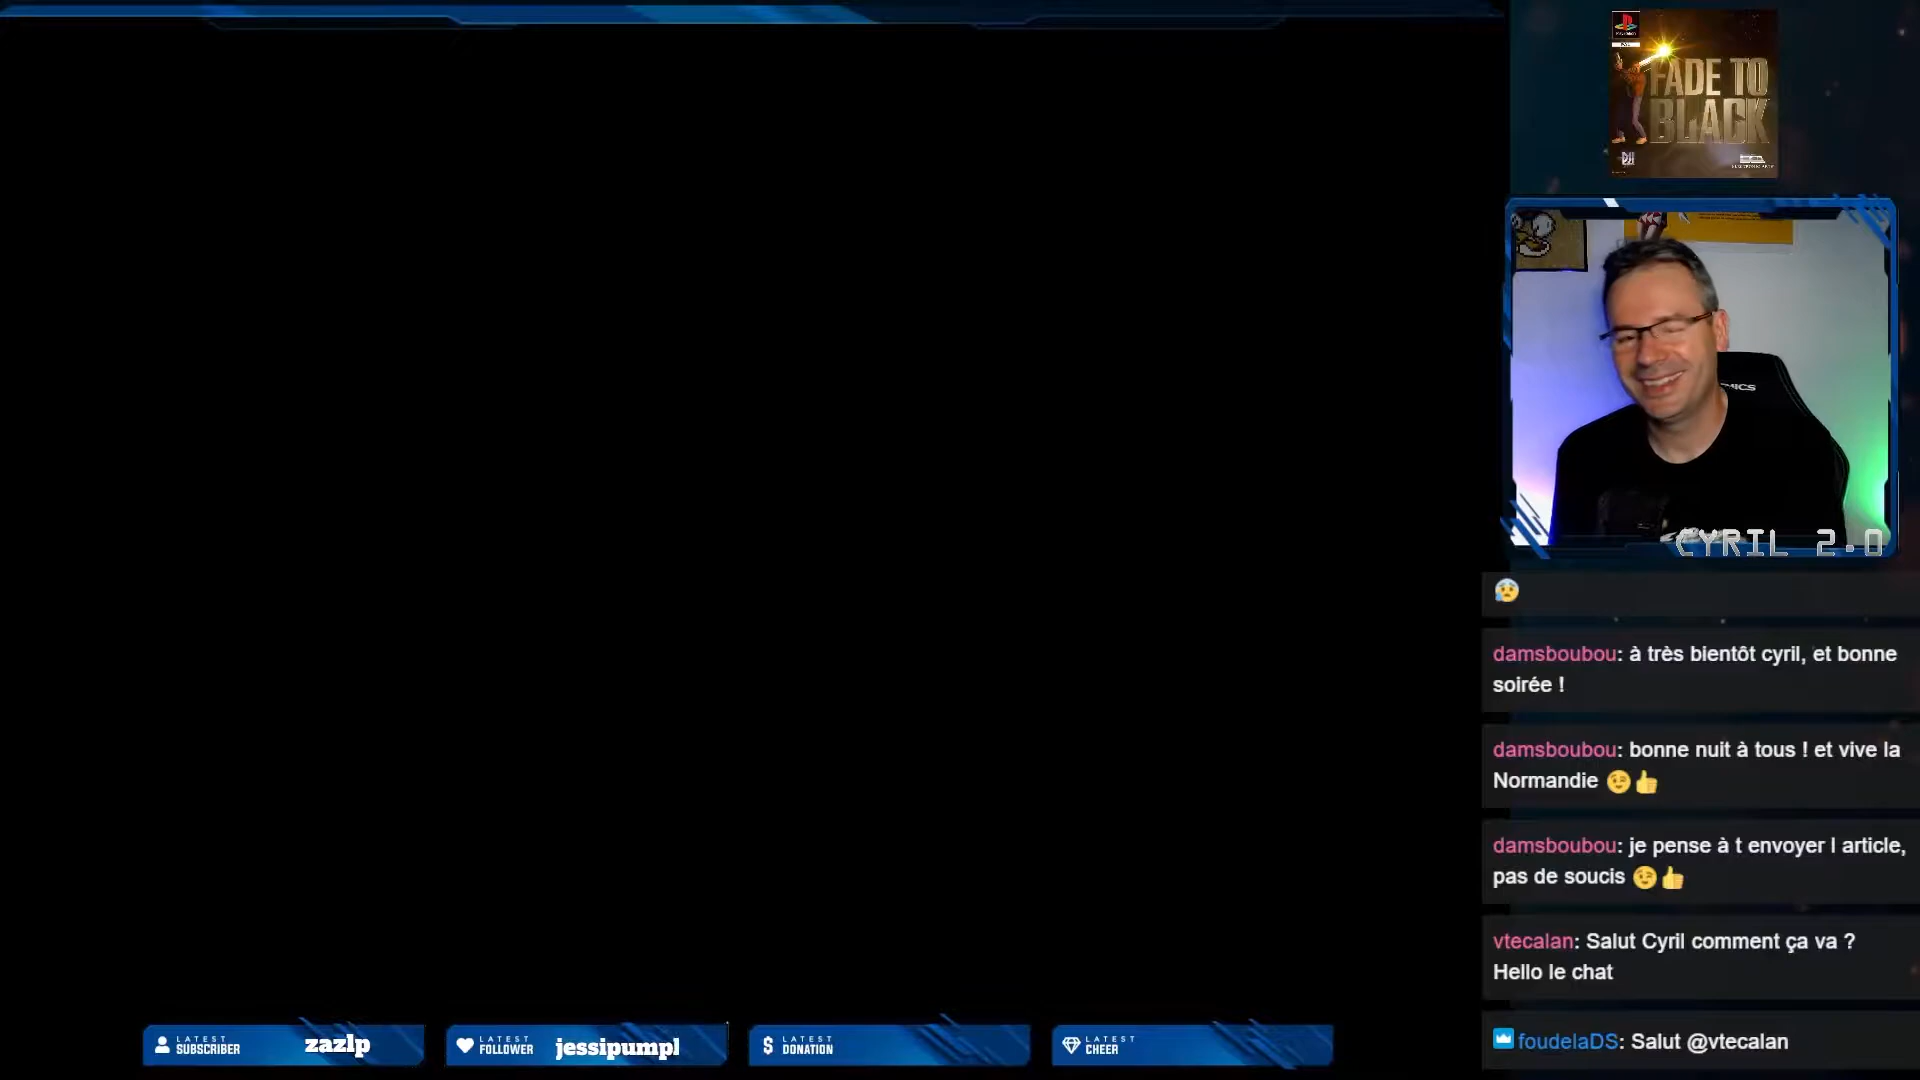 FADE TO
BLACK
CYRIL 2.0
damsboubou: à très bientôt cyril, et bonne
soirée !
damsboubou: bonne nuit à tous ! et vive la
Normandie 😉👍
damsboubou: je pense à t envoyer l article,
pas de soucis 😉👍
vtecalan: Salut Cyril comment ça va ?
Hello le chat
foudelaDS: Salut @vtecalan
LATEST
SUBSCRIBER
zazlp
LATEST
FOLLOWER
jessipumpl
LATEST
DONATION
LATEST
CHEER